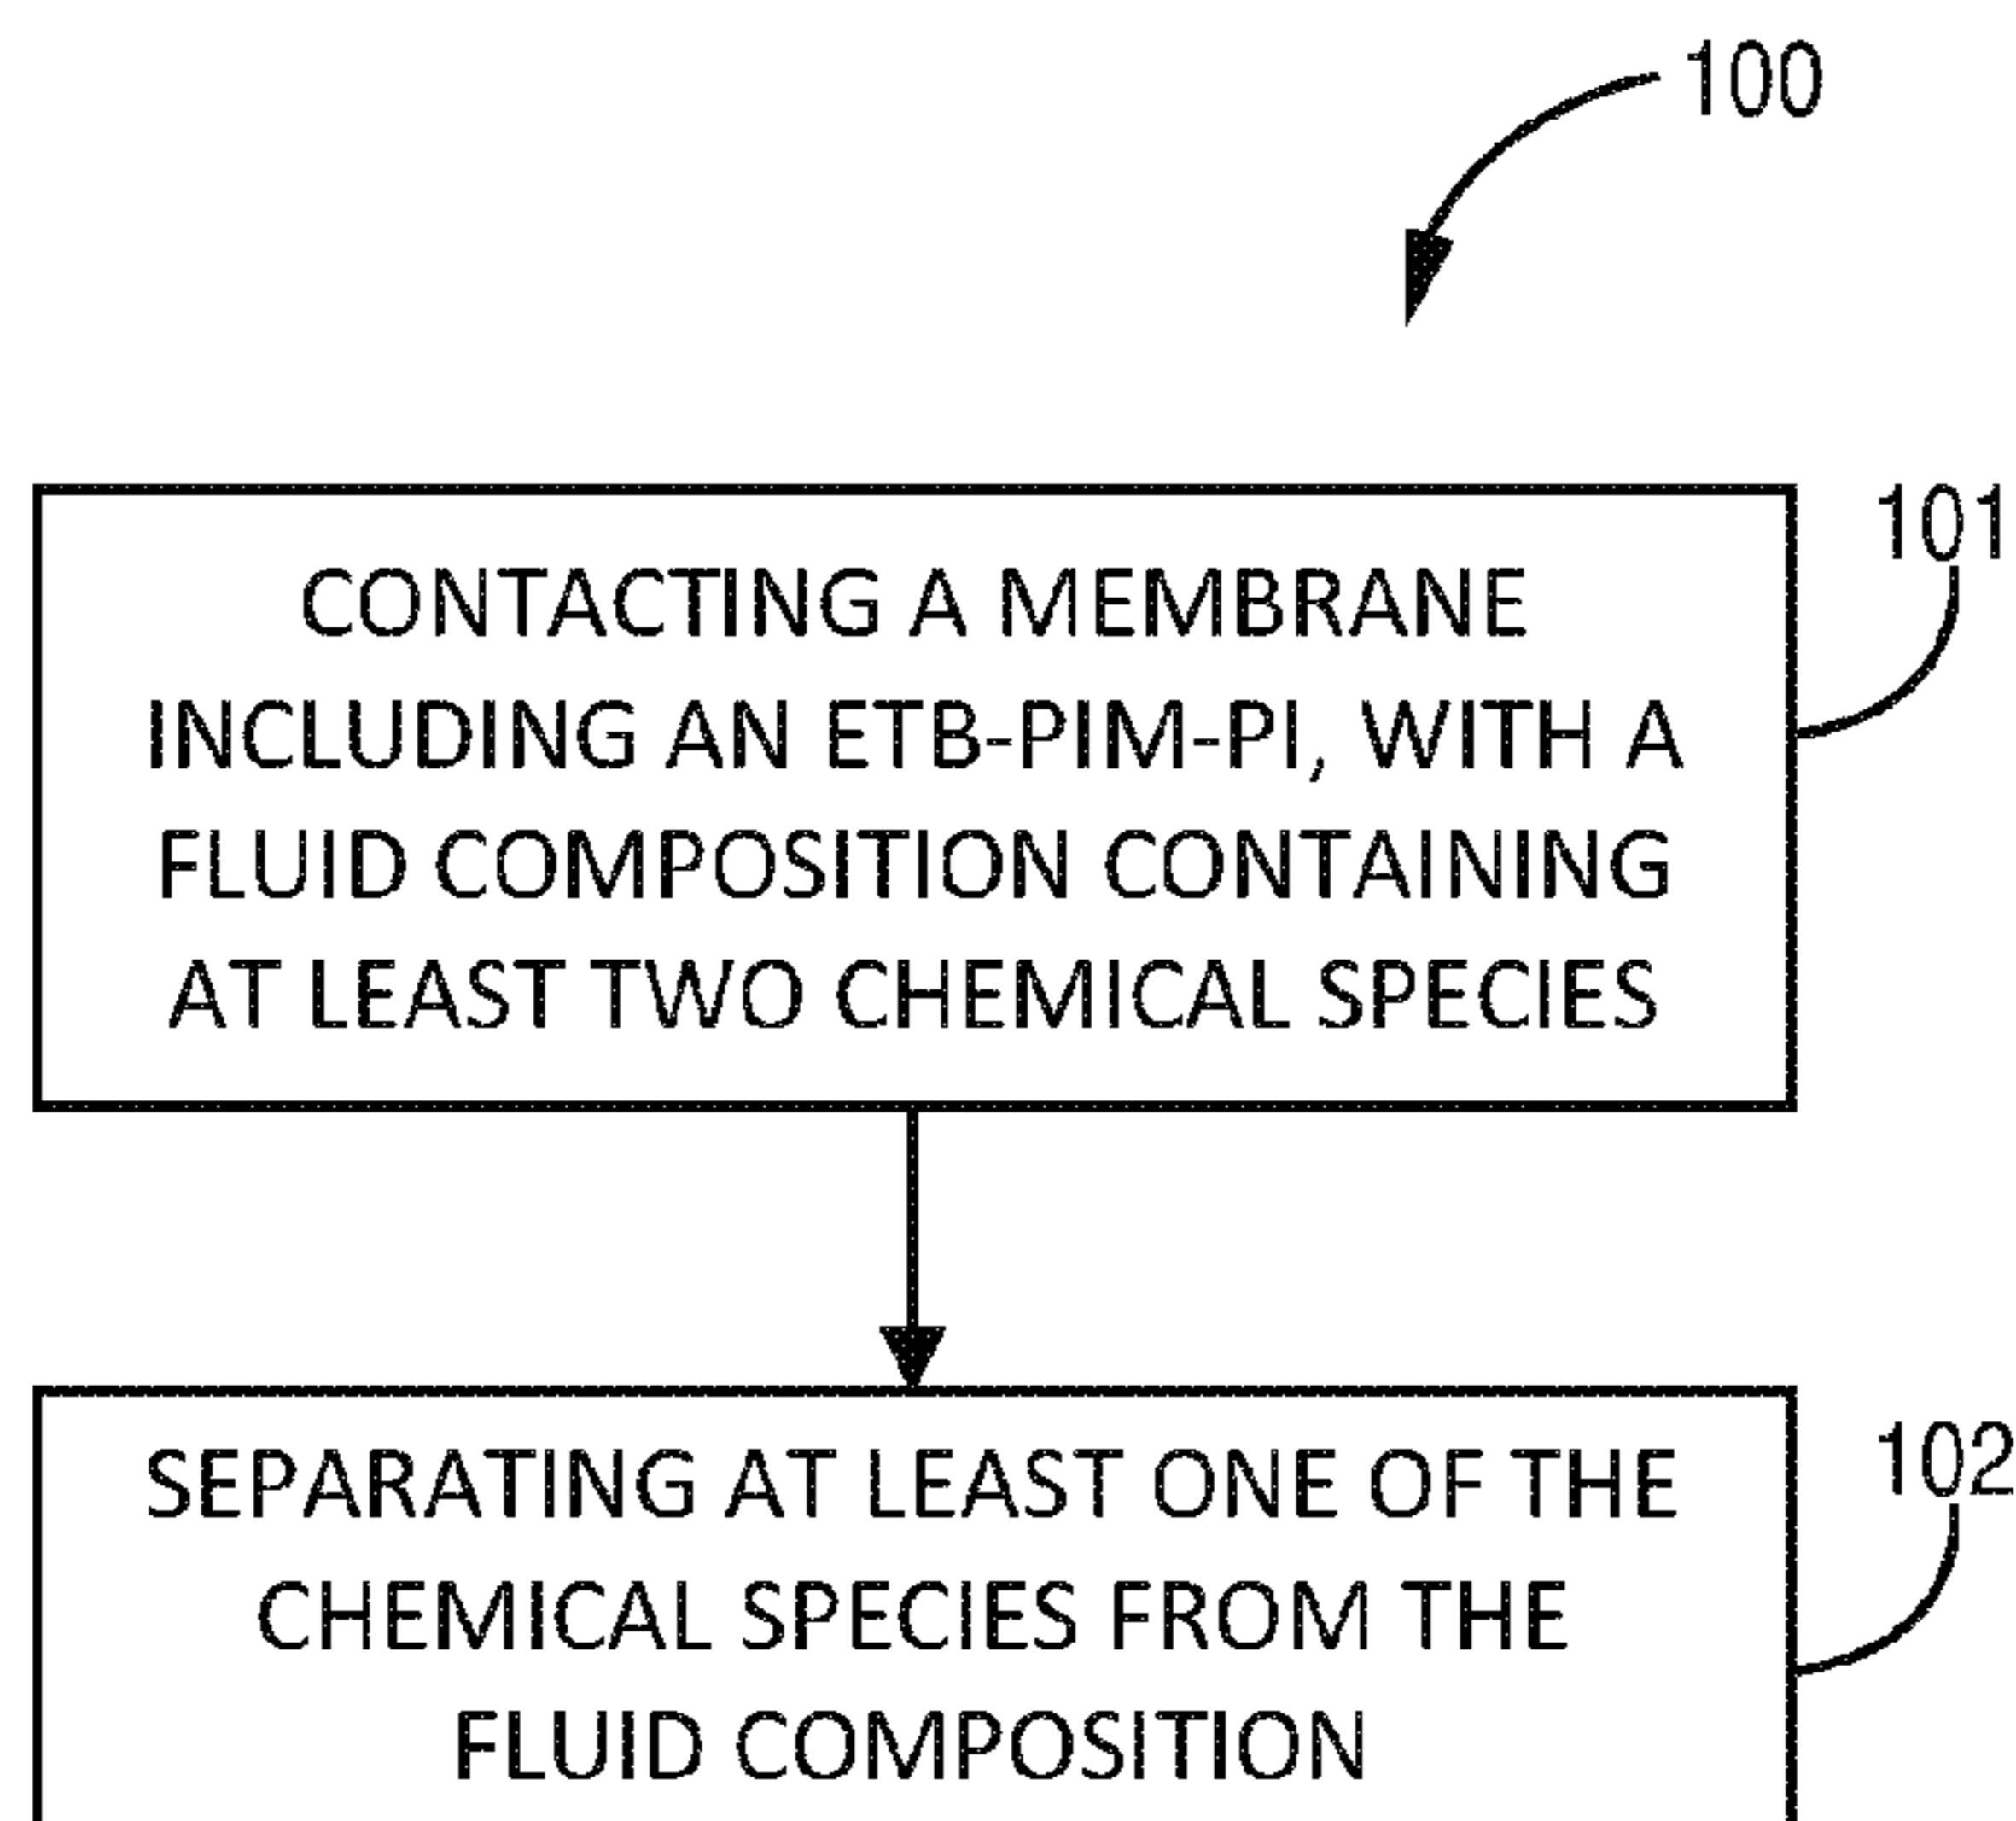 100
101
CONTACTING A MEMBRANE
INCLUDING AN ETB-PIM-PI, WITH A
FLUID COMPOSITION CONTAINING
AT LEAST TWO CHEMICAL SPECIES
102
SEPARATING AT LEAST ONE OF THE
CHEMICAL SPECIES FROM THE
FLUID COMPOSITION